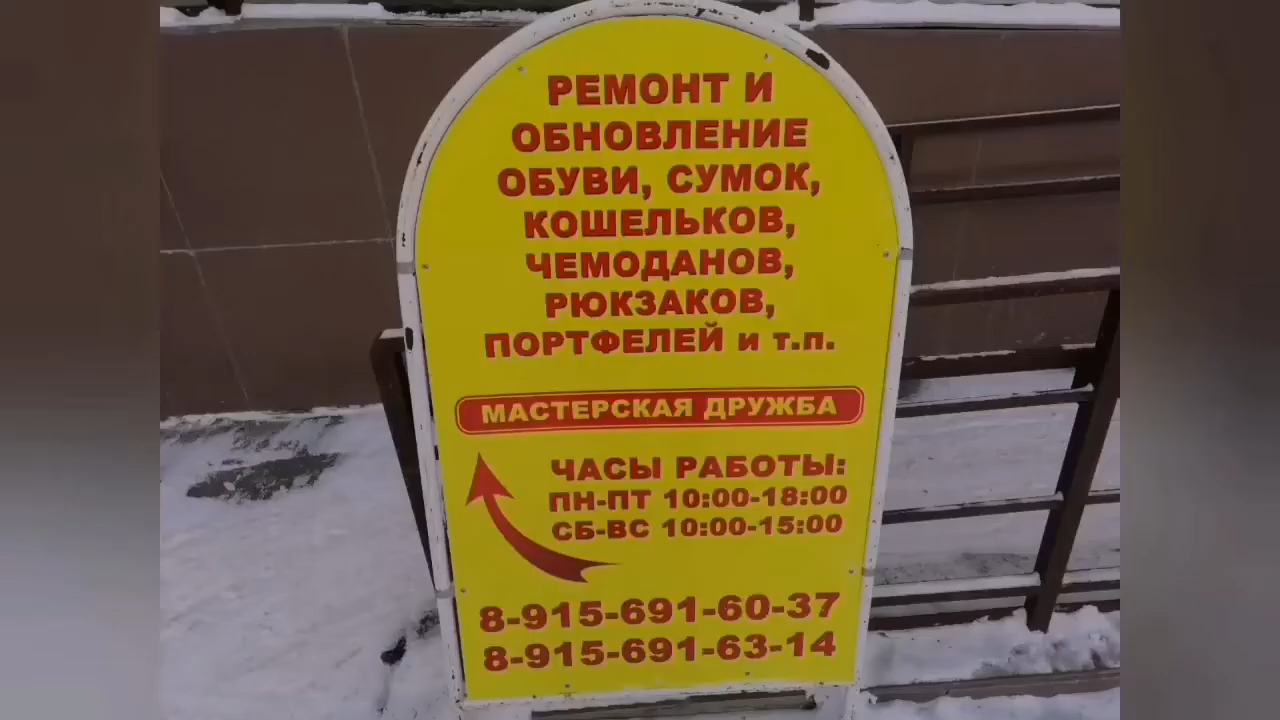 РЕМОНТ И
ОБНОВЛЕНИЕ
ОБУВИ, СУМОК,
КОШЕЛЬКОВ,
ЧЕМОДАНОВ,
РЮКЗАКОВ,
ПОРТФЕЛЕЙ и т.п.
МАСТЕРСКАЯ ДРУЖБА
ЧАСЫ РАБОТЫ:
ПН-ПТ 10:00-18:00
СБ-ВС 10:00-15:00
8-915-691-60-37
8-915-691-63-14